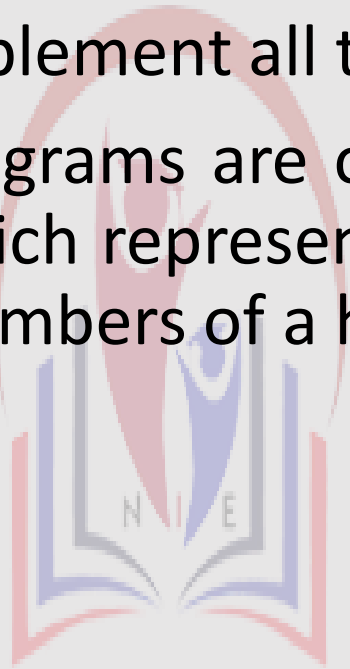 plement all t
grams are c
ich represen
mbers of a h
N I E